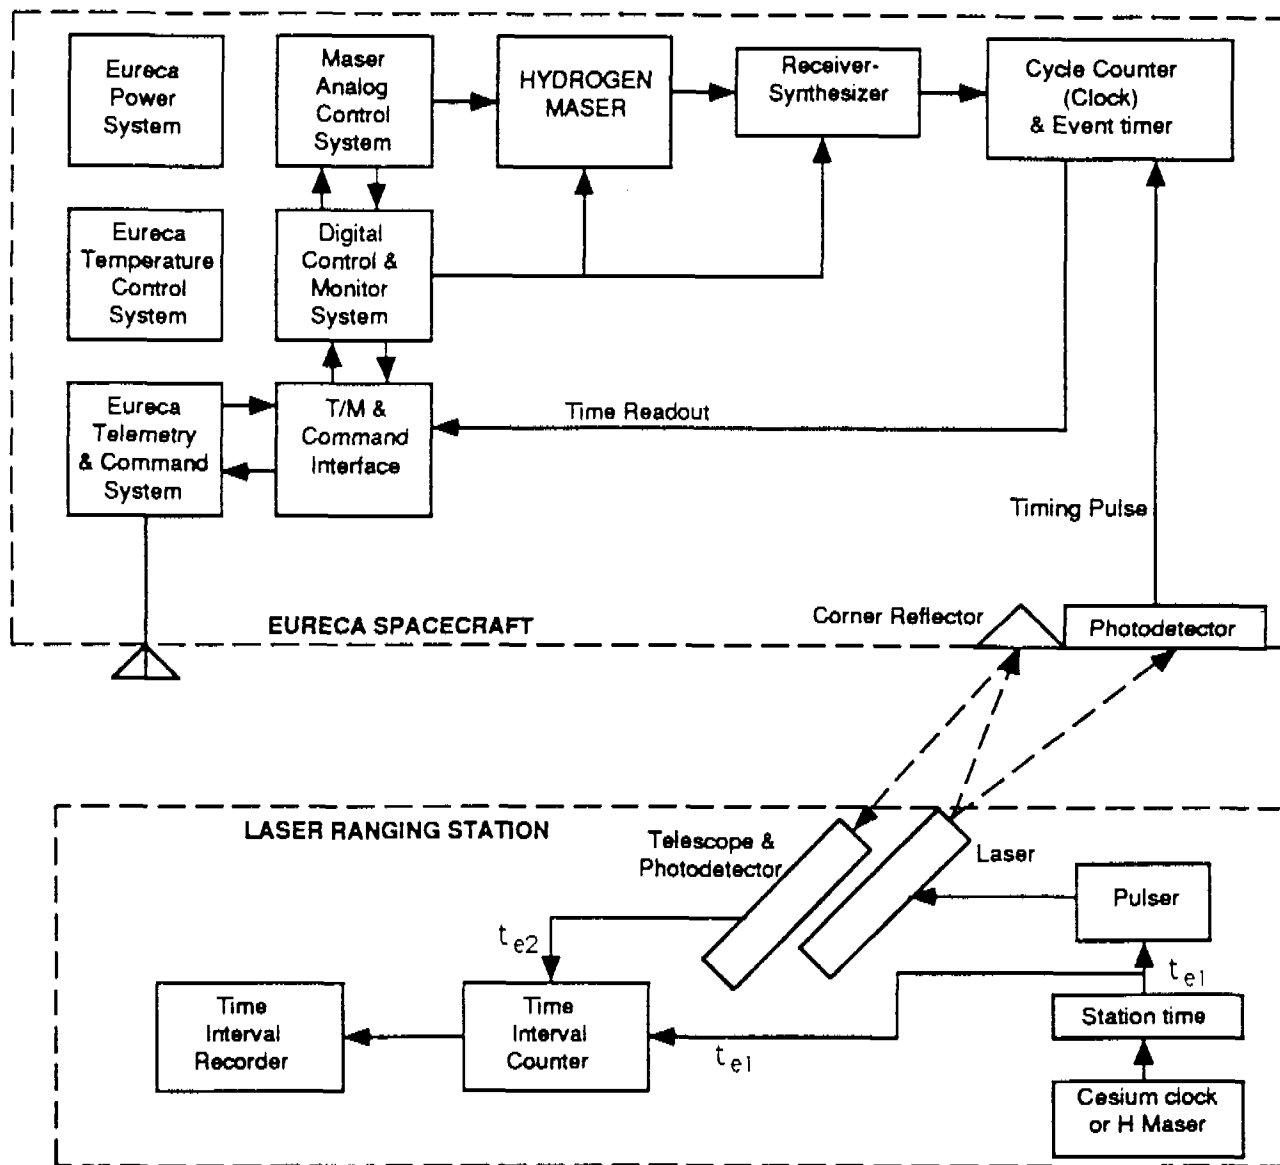 Eureca
Power
System
Maser
Analog
Control
System
HYDROGEN
MASER
Receiver-
Synthesizer
Cycle Counter
(Clock)
& Event timer
Eureca
Temperature
Control
System
Digital
Control &
Monitor
System
Eureca
Telemetry
& Command
System
T/M &
Command
Interface
Time Readout
Timing Pulse
EURECA SPACECRAFT
Corner Reflector
Photodetector
LASER RANGING STATION
Telescope &
Photodetector
Laser
Pulser
te2
te1
Time
Interval
Recorder
Time
Interval
Counter
te1
Station time
Cesium clock
or H Maser